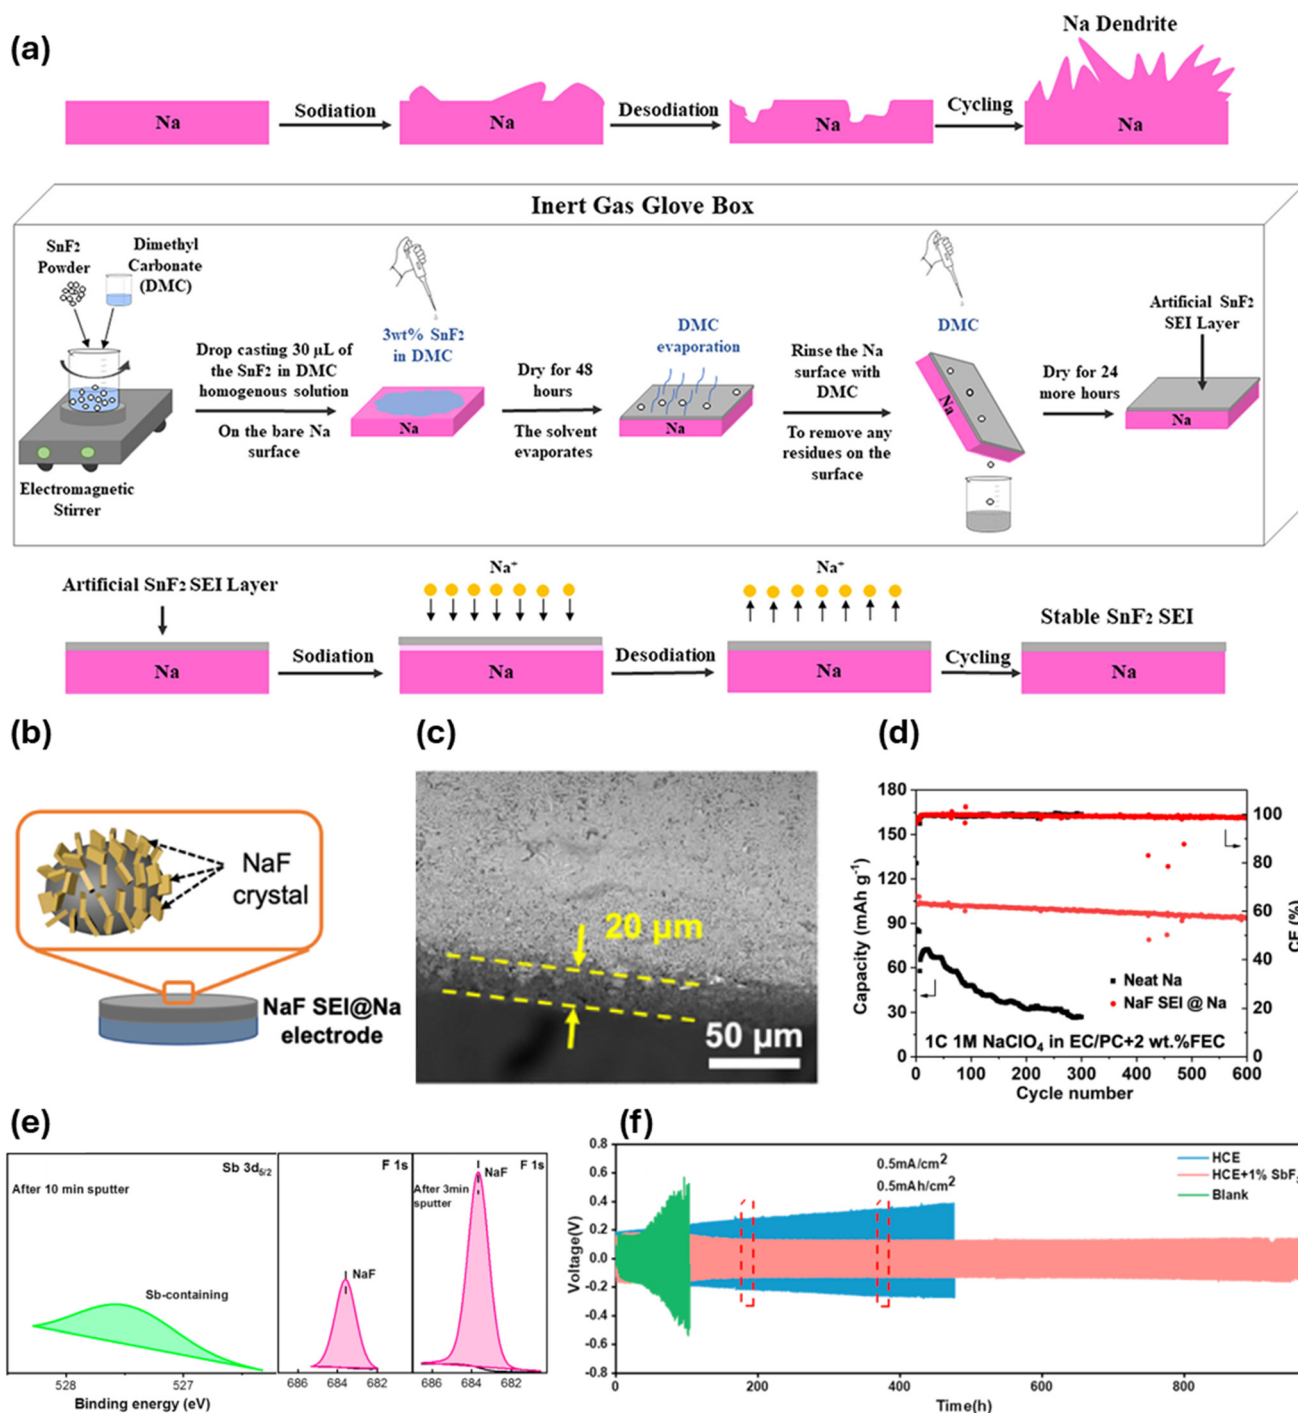 (a)
Na Dendrite
Na
Sodiation
Desodiation
Na
Cycling
Na
Inert Gas Glove Box
SnF2
Powder
Dimethyl
Carbonate
(DMC)
Electromagnetic
Stirrer
Drop casting 30 µL of
the SnF2 in DMC
homogenous solution
On the bare Na
surface
3wt% SnF2
in DMC
Na
Dry for 48
hours
The solvent
evaporates
DMC
evaporation
Na
Rinse the Na
surface with
DMC
To remove any
residues on the
surface
DMC
Na
Dry for 24
more hours
Artificial SnF2
SEI Layer
Na
Artificial SnF2 SEI Layer
Na
Sodiation
Na+
Na
Desodiation
Na+
Na
Cycling
Stable SnF2 SEI
Na
(b)
NaF
crystal
NaF SEI@Na
electrode
(c)
20 µm
50 µm
(d)
Capacity (mAh g-1)
180
165
150
135
120
105
90
75
60
45
30
15
0
100
80
60
40
20
0
CE (%)
Neat Na
NaF SEI @ Na
1C 1M NaClO4 in EC/PC+2 wt.%FEC
0 100 200 300 400 500 600
Cycle number
(e)
Sb 3d5/2
After 10 min sputter
Sb-containing
528 527
F 1s
NaF
686 684 682
F 1s
After 3min
sputter
NaF
686 684 682
Binding energy (eV)
(f)
Voltage(V)
0.8
0.6
0.4
0.2
0.0
-0.2
-0.4
-0.6
-0.8
0.5mA/cm2
0.5mAh/cm2
HCE
HCE+1% SbF3
Blank
0 200 400 600 800
Time(h)